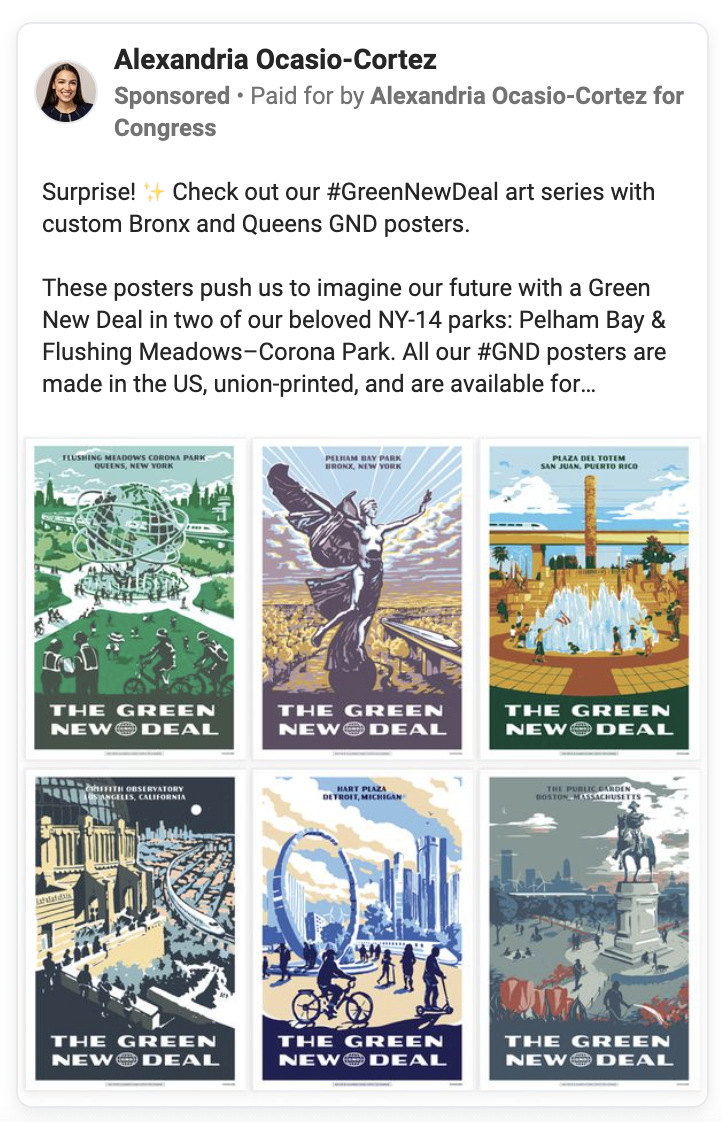 Alexandria Ocasio-Cortez
Sponsored • Paid for by Alexandria Ocasio-Cortez for
Congress
Surprise! ✨ Check out our #GreenNewDeal art series with
custom Bronx and Queens GND posters.
These posters push us to imagine our future with a Green
New Deal in two of our beloved NY-14 parks: Pelham Bay &
Flushing Meadows–Corona Park. All our #GND posters are
made in the US, union-printed, and are available for...
FLUSHING MEADOWS CORONA PARK
QUEENS, NEW YORK
THE GREEN
NEW DEAL
PELHAM BAY PARK
BRONX, NEW YORK
THE GREEN
NEW DEAL
PLAZA DEL TOTEM
SAN JUAN, PUERTO RICO
THE GREEN
NEW DEAL
GRIFFITH OBSERVATORY
LOS ANGELES, CALIFORNIA
THE GREEN
NEW DEAL
HART PLAZA
DETROIT, MICHIGAN
THE GREEN
NEW DEAL
THE PUBLIC GARDEN
BOSTON, MASSACHUSETTS
THE GREEN
NEW DEAL